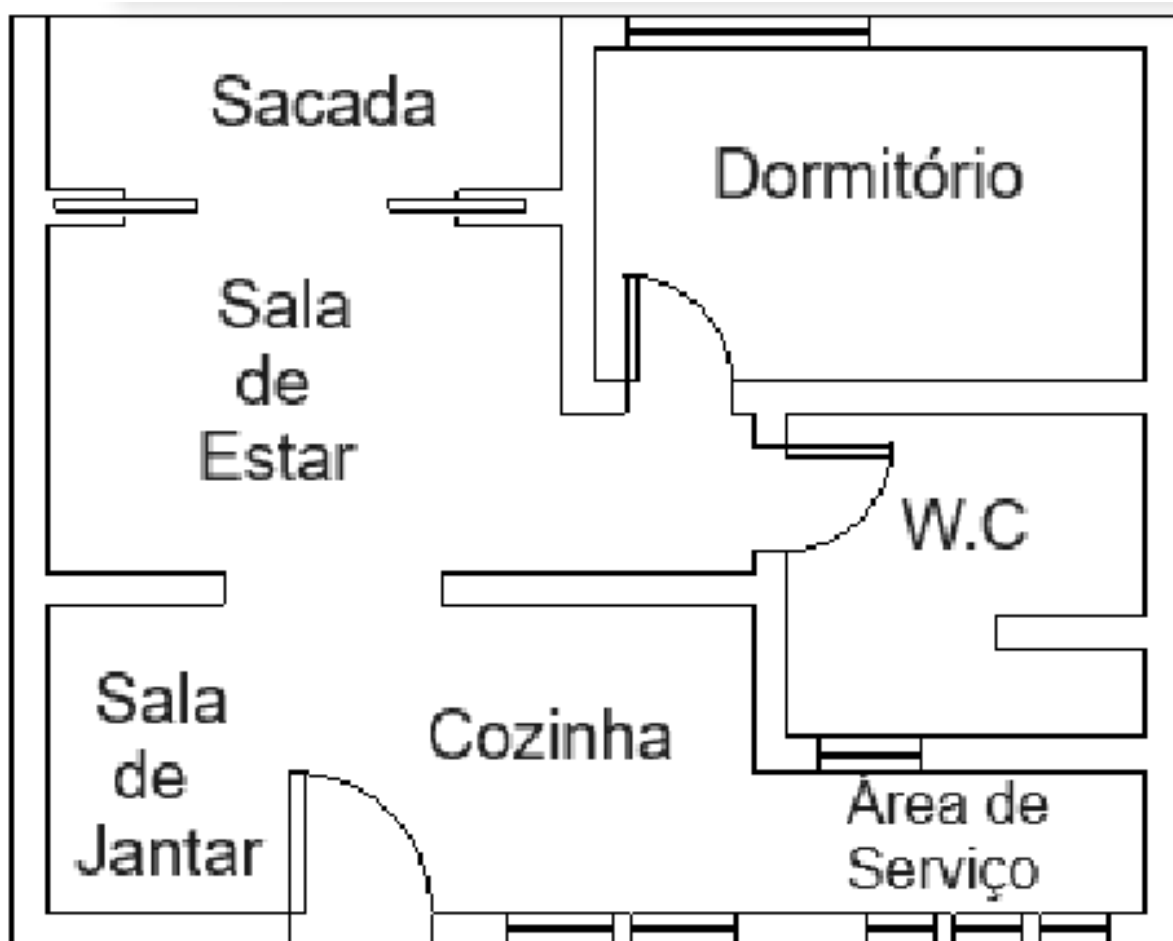 Sacada
Dormitório
Sala
de
Estar
W.C
Sala
de
Jantar
Cozinha
Área de
Serviço